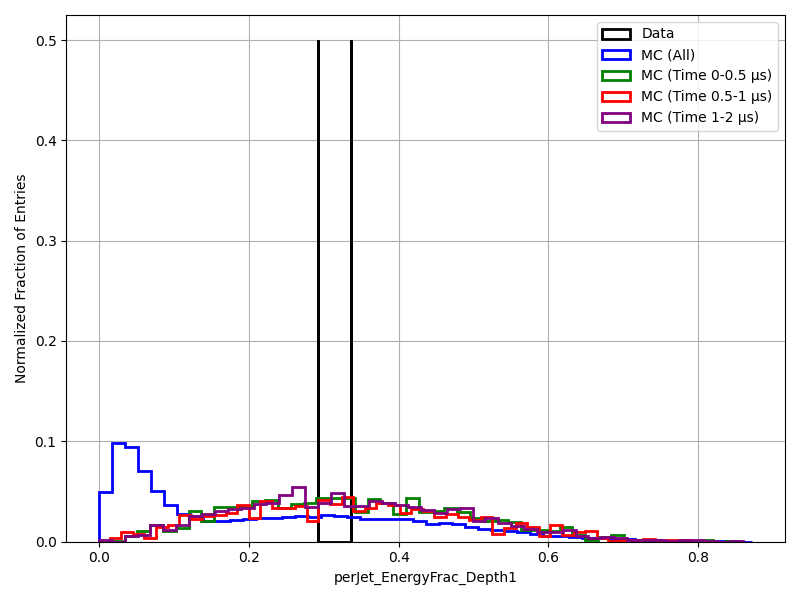 Data
MC (All)
MC (Time 0-0.5 μs)
MC (Time 0.5-1 μs)
MC (Time 1-2 μs)
Normalized Fraction of Entries
0.5
0.4
0.3
0.2
0.1
0.0
0.0 0.2 0.4 0.6 0.8
perJet_EnergyFrac_Depth1